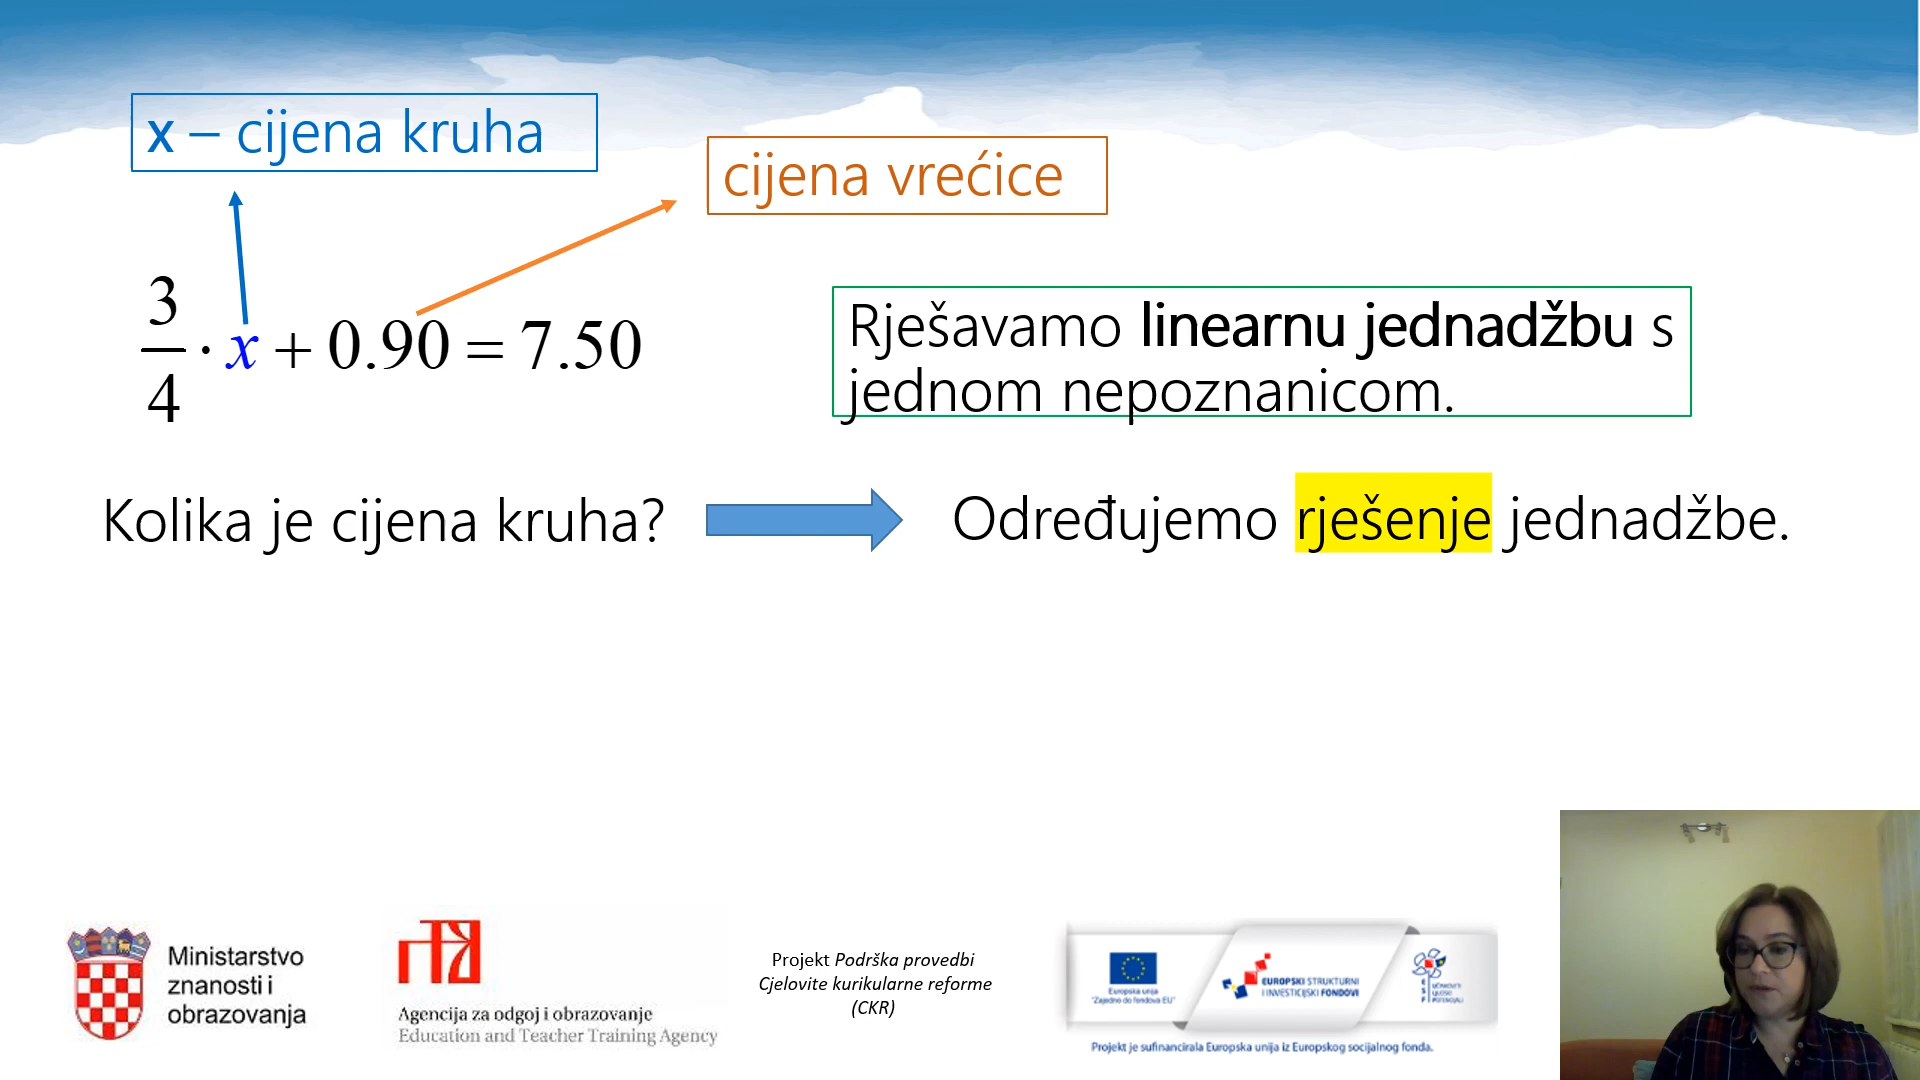 x – cijena kruha
cijena vrećice
3/4 · x + 0.90 = 7.50
Rješavamo linearnu jednadžbu s
jednom nepoznanicom.
Kolika je cijena kruha?
Određujemo rješenje jednadžbe.
Ministarstvo
znanosti i
obrazovanja
Agencija za odgoj i obrazovanje
Education and Teacher Training Agency
Projekt Podrška provedbi
Cjelovite kurikularne reforme
(CKR)
Europska unija
"Zajedno do fondova EU"
EUROPSKI STRUKTURNI
I INVESTICIJSKI FONDOVI
Projekt je sufinancirala Europska unija iz Europskog socijalnog fonda.